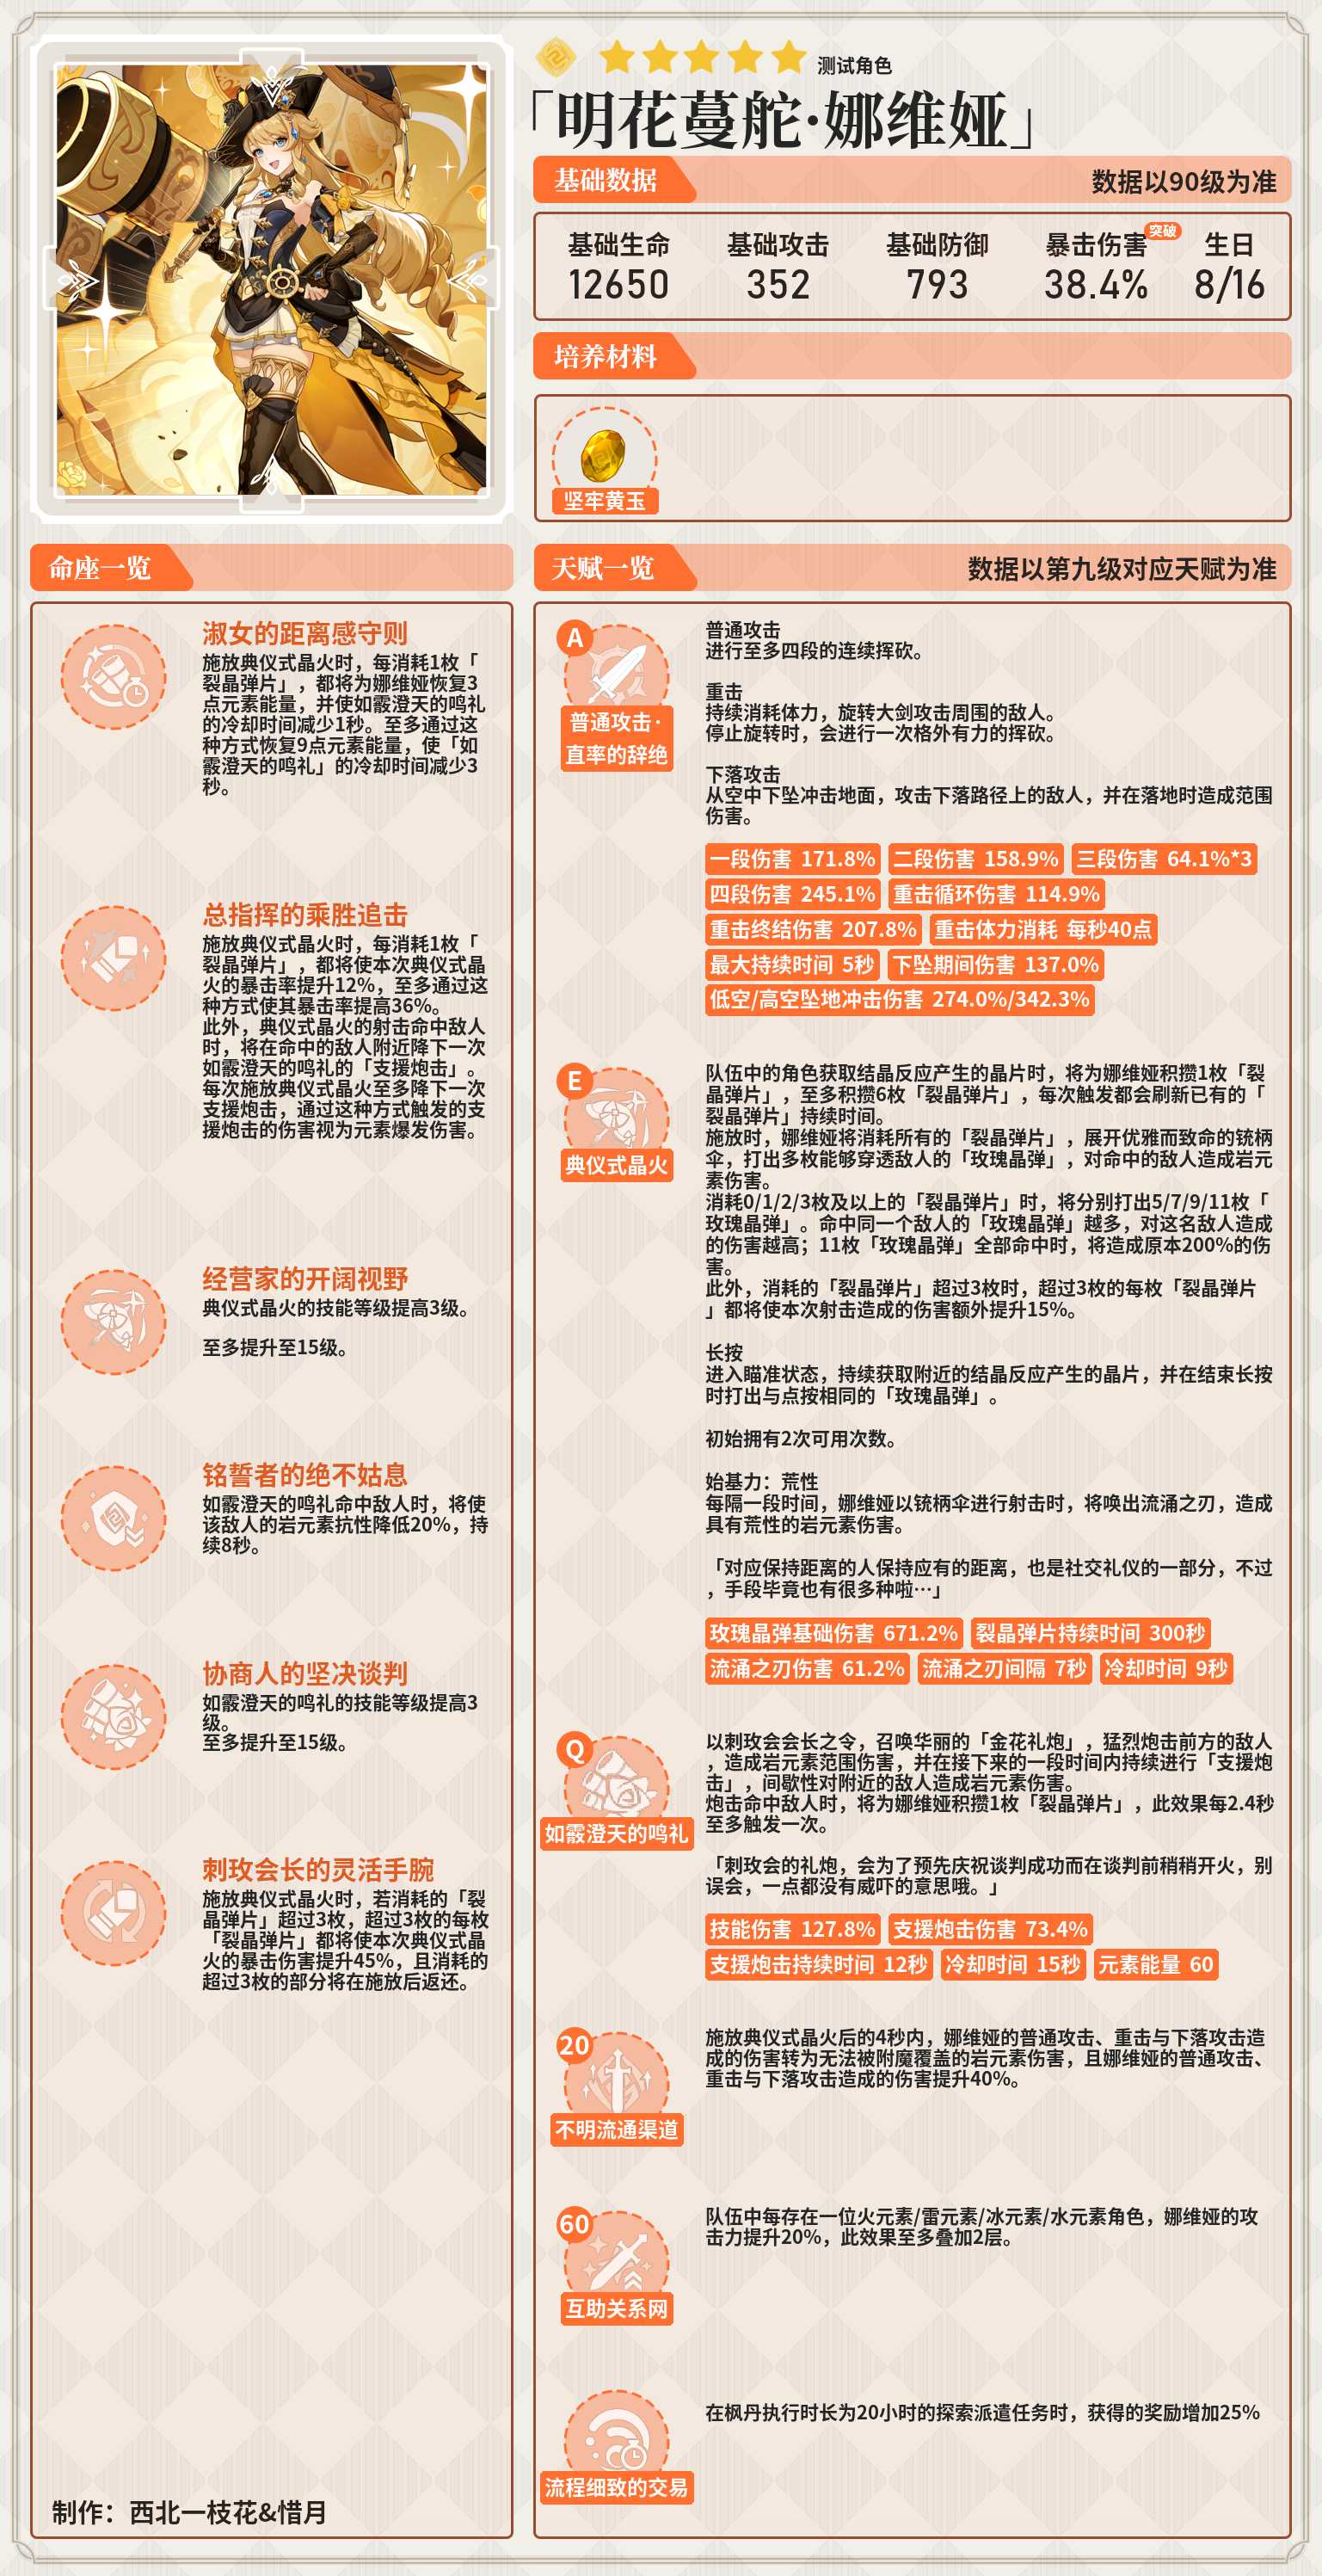 测试角色
「明花蔓舵·娜维娅」
基础数据
数据以90级为准
基础生命
12650
基础攻击
352
基础防御
793
暴击伤害
突破
38.4%
生日
8/16
培养材料
坚牢黄玉
命座一览
淑女的距离感守则
施放典仪式晶火时，每消耗1枚「
裂晶弹片」，都将为娜维娅恢复3
点元素能量，并使如霰澄天的鸣礼
的冷却时间减少1秒。至多通过这
种方式恢复9点元素能量，使「如
霰澄天的鸣礼」的冷却时间减少3
秒。
总指挥的乘胜追击
施放典仪式晶火时，每消耗1枚「
裂晶弹片」，都将使本次典仪式晶
火的暴击率提升12%，至多通过这
种方式使其暴击率提高36%。
此外，典仪式晶火的射击命中敌人
时，将在命中的敌人附近降下一次
如霰澄天的鸣礼的「支援炮击」。
每次施放典仪式晶火至多降下一次
支援炮击，通过这种方式触发的支
援炮击的伤害视为元素爆发伤害。
经营家的开阔视野
典仪式晶火的技能等级提高3级。
至多提升至15级。
铭誓者的绝不姑息
如霰澄天的鸣礼命中敌人时，将使
该敌人的岩元素抗性降低20%，持
续8秒。
协商人的坚决谈判
如霰澄天的鸣礼的技能等级提高3
级。
至多提升至15级。
刺玫会长的灵活手腕
施放典仪式晶火时，若消耗的「裂
晶弹片」超过3枚，超过3枚的每枚
「裂晶弹片」都将使本次典仪式晶
火的暴击伤害提升45%，且消耗的
超过3枚的部分将在施放后返还。
制作：西北一枝花&惜月
天赋一览
数据以第九级对应天赋为准
A
普通攻击·
直率的辞绝
普通攻击
进行至多四段的连续挥砍。
重击
持续消耗体力，旋转大剑攻击周围的敌人。
停止旋转时，会进行一次格外有力的挥砍。
下落攻击
从空中下坠冲击地面，攻击下落路径上的敌人，并在落地时造成范围
伤害。
一段伤害 171.8% 二段伤害 158.9% 三段伤害 64.1%*3
四段伤害 245.1% 重击循环伤害 114.9%
重击终结伤害 207.8% 重击体力消耗 每秒40点
最大持续时间 5秒 下坠期间伤害 137.0%
低空/高空坠地冲击伤害 274.0%/342.3%
E
典仪式晶火
队伍中的角色获取结晶反应产生的晶片时，将为娜维娅积攒1枚「裂
晶弹片」，至多积攒6枚「裂晶弹片」，每次触发都会刷新已有的「
裂晶弹片」持续时间。
施放时，娜维娅将消耗所有的「裂晶弹片」，展开优雅而致命的铳柄
伞，打出多枚能够穿透敌人的「玫瑰晶弹」，对命中的敌人造成岩元
素伤害。
消耗0/1/2/3枚及以上的「裂晶弹片」时，将分别打出5/7/9/11枚「
玫瑰晶弹」。命中同一个敌人的「玫瑰晶弹」越多，对这名敌人造成
的伤害越高；11枚「玫瑰晶弹」全部命中时，将造成原本200%的伤
害。
此外，消耗的「裂晶弹片」超过3枚时，超过3枚的每枚「裂晶弹片
」都将使本次射击造成的伤害额外提升15%。
长按
进入瞄准状态，持续获取附近的结晶反应产生的晶片，并在结束长按
时打出与点按相同的「玫瑰晶弹」。
初始拥有2次可用次数。
始基力：荒性
每隔一段时间，娜维娅以铳柄伞进行射击时，将唤出流涌之刃，造成
具有荒性的岩元素伤害。
「对应保持距离的人保持应有的距离，也是社交礼仪的一部分，不过
，手段毕竟也有很多种啦…」
玫瑰晶弹基础伤害 671.2% 裂晶弹片持续时间 300秒
流涌之刃伤害 61.2% 流涌之刃间隔 7秒 冷却时间 9秒
Q
如霰澄天的鸣礼
以刺玫会会长之令，召唤华丽的「金花礼炮」，猛烈炮击前方的敌人
，造成岩元素范围伤害，并在接下来的一段时间内持续进行「支援炮
击」，间歇性对附近的敌人造成岩元素伤害。
炮击命中敌人时，将为娜维娅积攒1枚「裂晶弹片」，此效果每2.4秒
至多触发一次。
「刺玫会的礼炮，会为了预先庆祝谈判成功而在谈判前稍稍开火，别
误会，一点都没有威吓的意思哦。」
技能伤害 127.8% 支援炮击伤害 73.4%
支援炮击持续时间 12秒 冷却时间 15秒 元素能量 60
20
不明流通渠道
施放典仪式晶火后的4秒内，娜维娅的普通攻击、重击与下落攻击造
成的伤害转为无法被附魔覆盖的岩元素伤害，且娜维娅的普通攻击、
重击与下落攻击造成的伤害提升40%。
60
互助关系网
队伍中每存在一位火元素/雷元素/冰元素/水元素角色，娜维娅的攻
击力提升20%，此效果至多叠加2层。
流程细致的交易
在枫丹执行时长为20小时的探索派遣任务时，获得的奖励增加25%